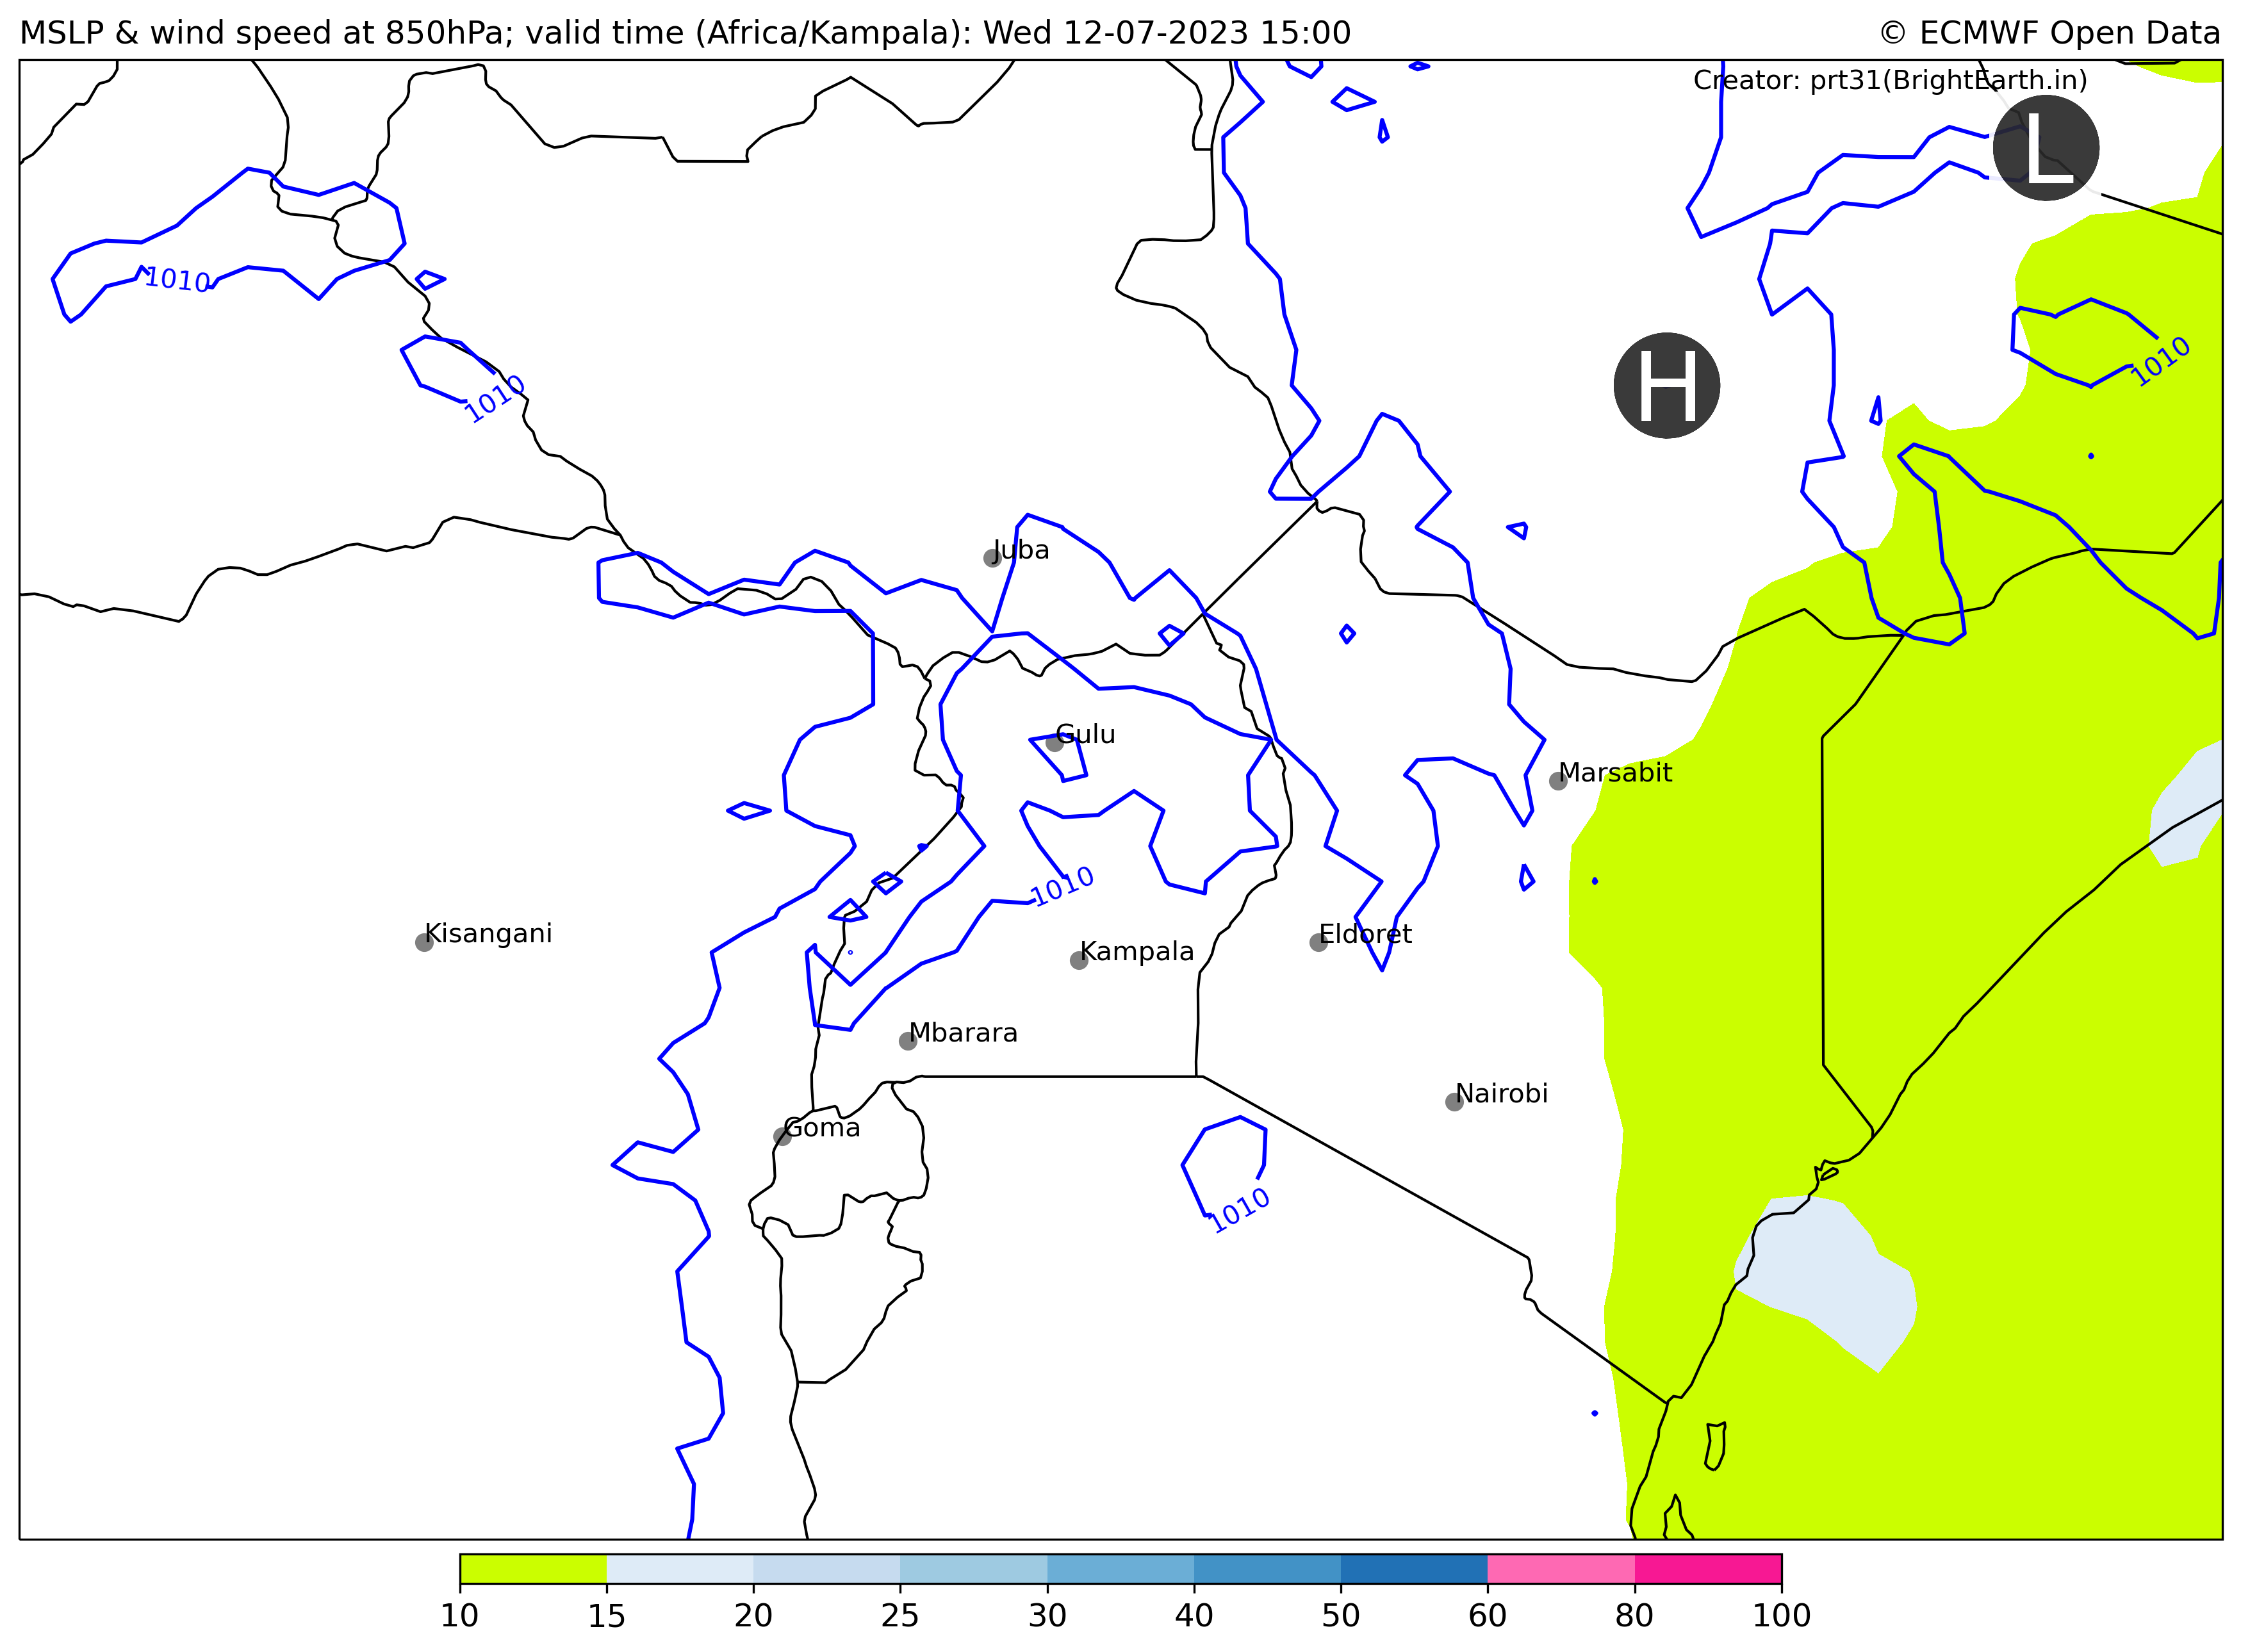 MSLP & wind speed at 850hPa; valid time (Africa/Kampala): Wed 12-07-2023 15:00
© ECMWF Open Data
Creator: prt31(BrightEarth.in)
L
1010
1010
H
1010
Juba
Gulu
Marsabit
1010
Kisangani
Eldoret
Kampala
Mbarara
Nairobi
Goma
1010
10 15 20 25 30 40 50 60 80 100